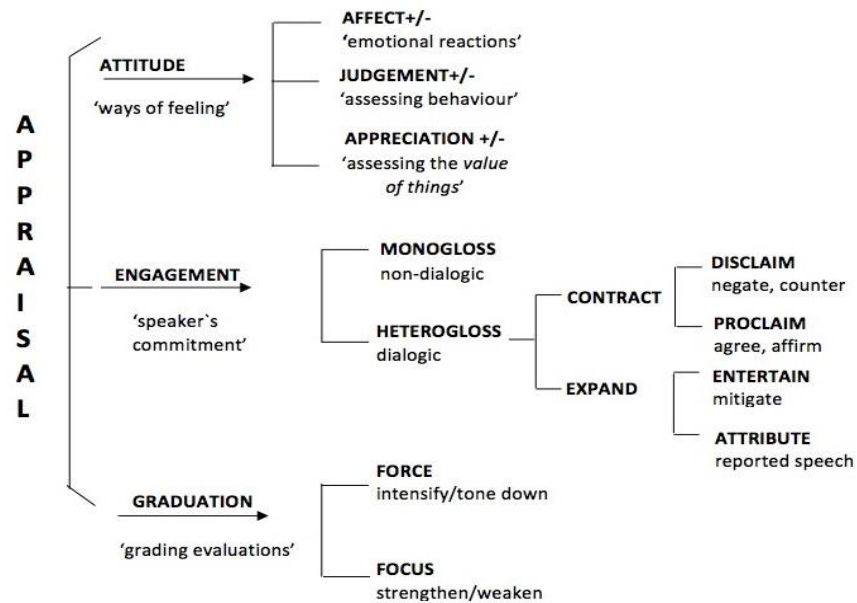 APPRAISAL
ATTITUDE
‘ways of feeling’
AFFECT+/-
‘emotional reactions’
JUDGEMENT+/-
‘assessing behaviour’
APPRECIATION +/-
‘assessing the value
of things’
ENGAGEMENT
‘speaker`s
commitment’
MONOGLOSS
non-dialogic
HETEROGLOSS
dialogic
CONTRACT
DISCLAIM
negate, counter
PROCLAIM
agree, affirm
EXPAND
ENTERTAIN
mitigate
ATTRIBUTE
reported speech
GRADUATION
‘grading evaluations’
FORCE
intensify/tone down
FOCUS
strengthen/weaken